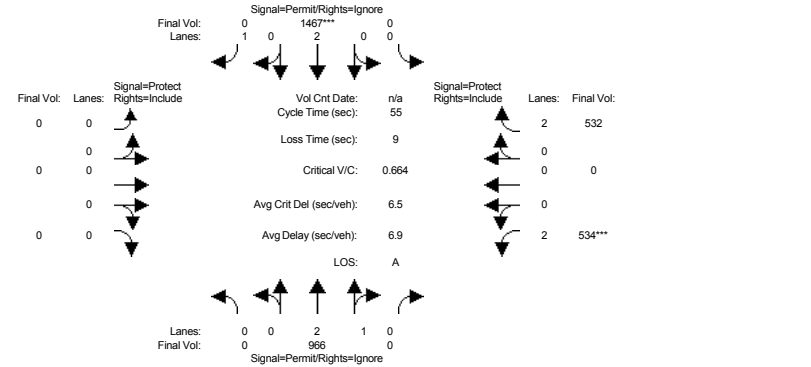 Signal=Permit/Rights=Ignore
Final Vol: 0 1467*** 0
Lanes: 1 0 2 0 0
Signal=Protect
Final Vol: Lanes: Rights=Include
Vol Cnt Date: n/a
Signal=Protect
Rights=Include Lanes: Final Vol:
Cycle Time (sec): 55
0 0
2 532
Loss Time (sec): 9
0
0
0 0
Critical V/C: 0.664
0 0
0
Avg Crit Del (sec/veh): 6.5
0
0 0
Avg Delay (sec/veh): 6.9
2 534***
LOS: A
Lanes: 0 0 2 1 0
Final Vol: 0 966 0
Signal=Permit/Rights=Ignore